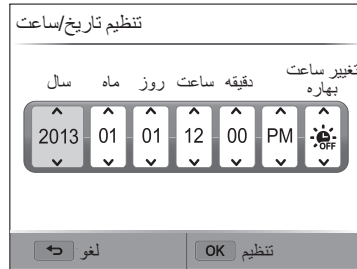 تنظیم تاریخ/ساعت
سال ماه روز ساعت دقیقه تغییر ساعت بهاره
2013 01 01 12 00 PM OFF
لغو
OK تنظیم